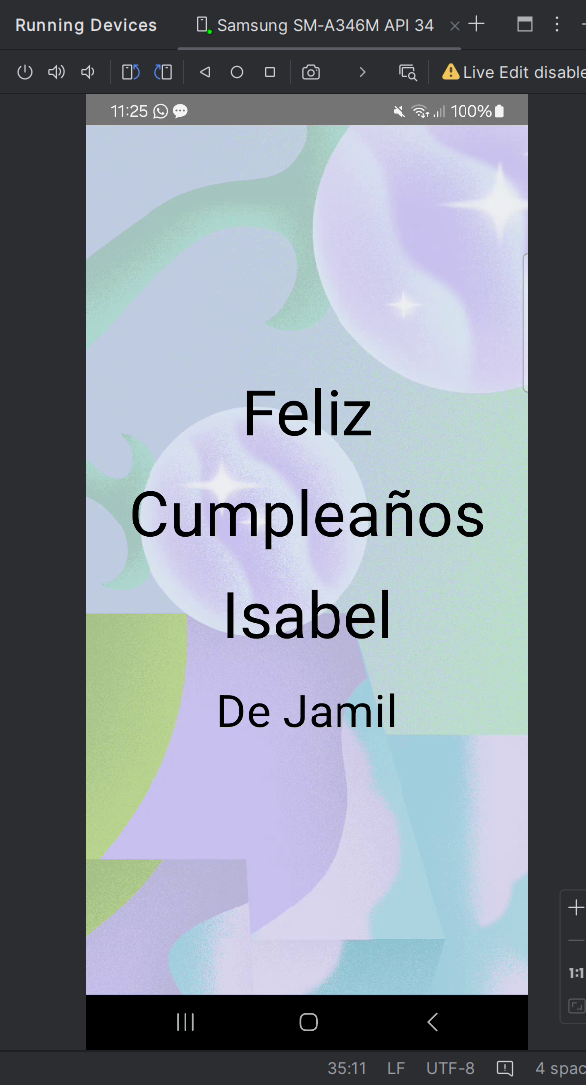 Running Devices
Samsung SM-A346M API 34
Live Edit disable
11:25
100%
Feliz
Cumpleaños
Isabel
De Jamil
1:1
35:11 LF UTF-8 4 spac